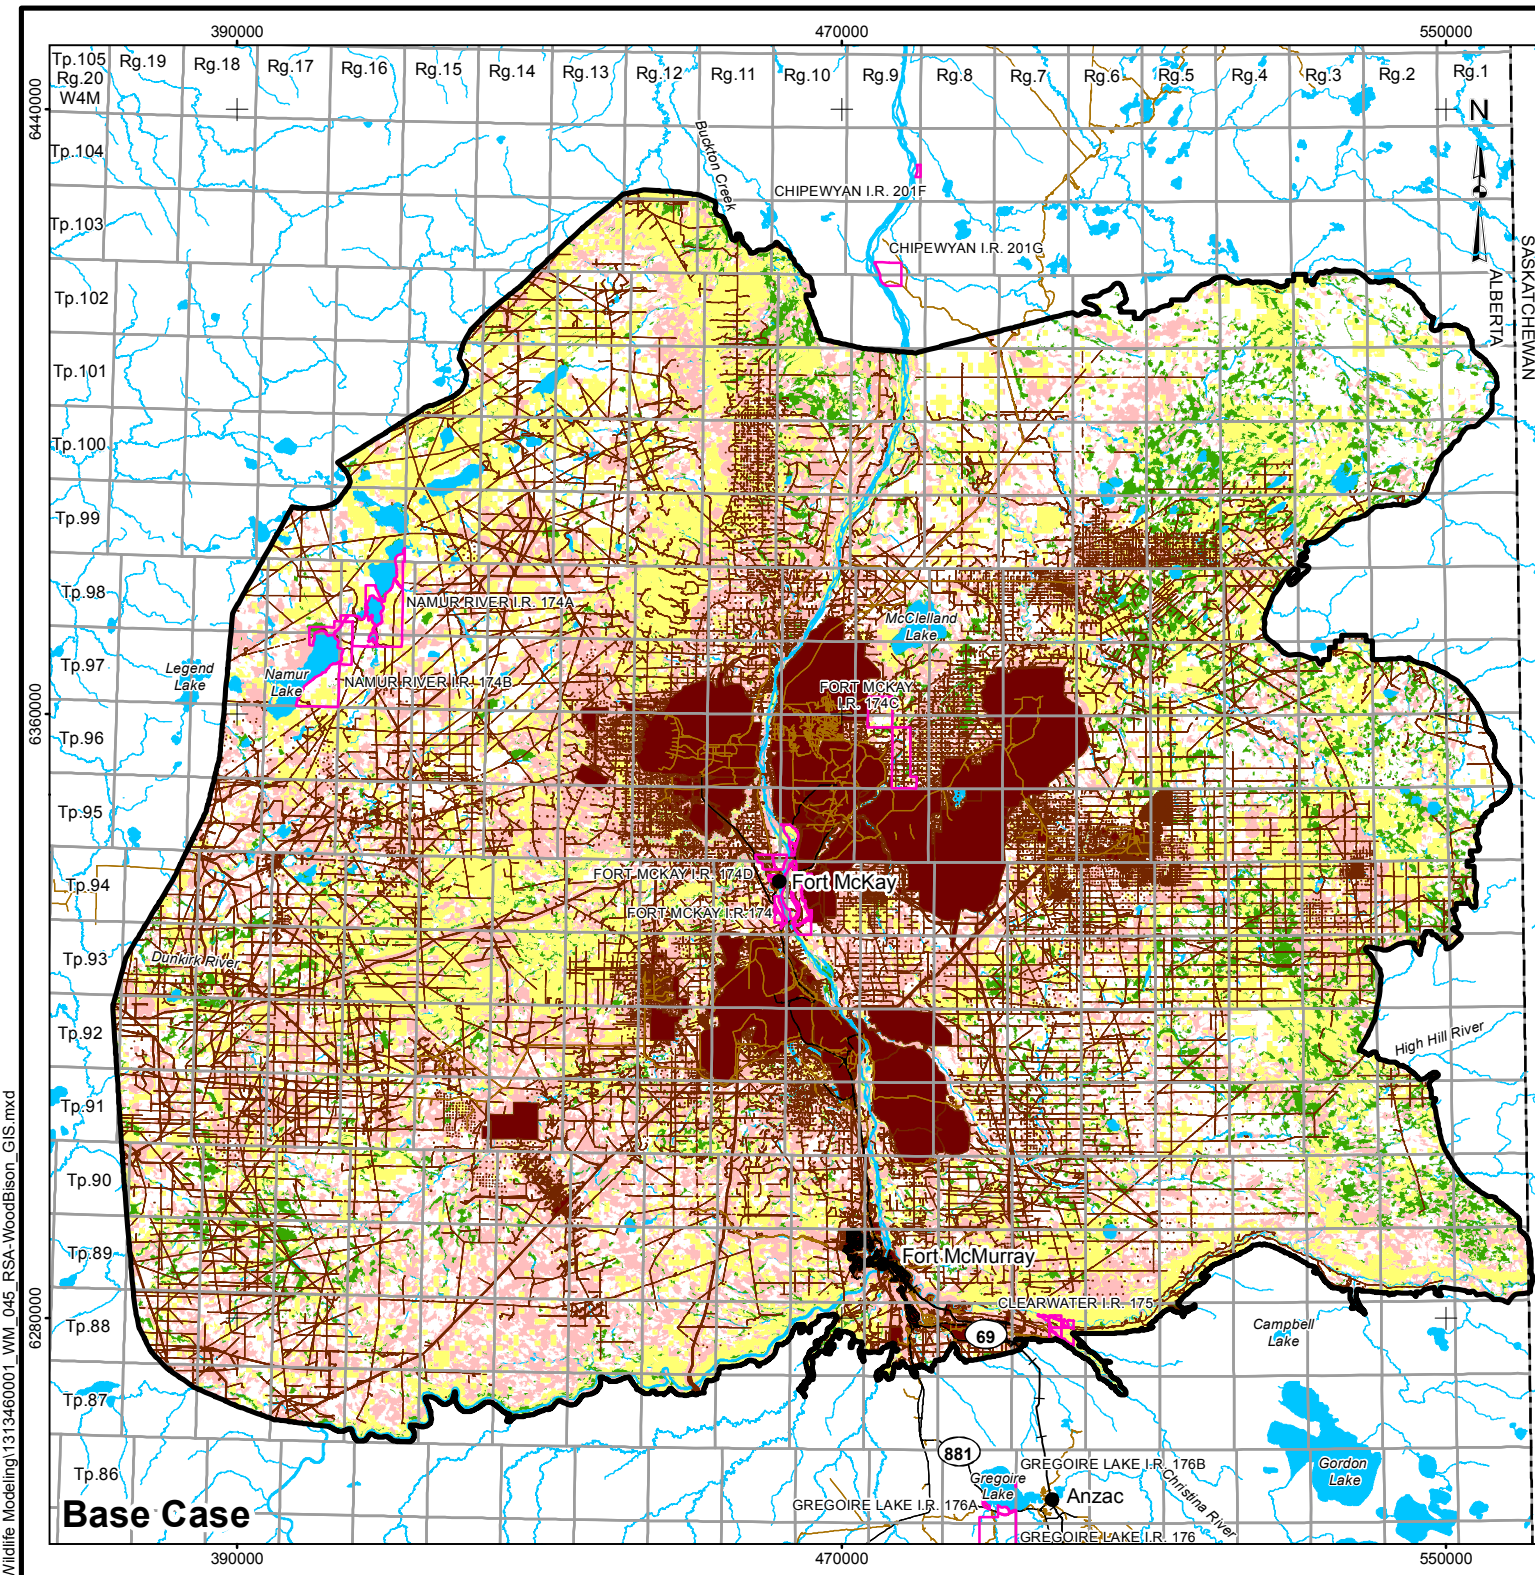 390000
470000
550000
Tp.105
Rg.20
W4M
Rg.19
Rg.18
Rg.17
Rg.16
Rg.15
Rg.14
Rg.13
Rg.12
Rg.11
Rg.10
Rg.9
Rg.8
Rg.7
Rg.6
Rg.5
Rg.4
Rg.3
Rg.2
Rg.1
6440000
N
Tp.104
Buckton Creek
CHIPEWYAN I.R. 201F
Tp.103
CHIPEWYAN I.R. 201G
SASKATCHEWAN
ALBERTA
Tp.102
Tp.101
Tp.100
Tp.99
Tp.98
NAMUR RIVER I.R. 174A
McClelland
Lake
Tp.97
Legend
Lake
Namur
Lake
NAMUR RIVER I.R. 174B
FORT MCKAY
I.R. 174C
6360000
Tp.96
Tp.95
Tp.94
FORT MCKAY I.R. 174D
Fort McKay
FORT MCKAY I.R.174
Tp.93
Dunkirk River
Tp.92
High Hill River
Tp.91
Tp.90
Tp.89
Fort McMurray
CLEARWATER I.R. 175
6280000
Tp.88
69
Campbell
Lake
Tp.87
881
Tp.86
GREGOIRE LAKE I.R. 176B
Gregoire
Lake
Christina River
Gordon
Lake
GREGOIRE LAKE I.R. 176A
Anzac
GREGOIRE LAKE I.R. 176
Base Case
390000
470000
550000
Wildlife Modeling\1313460001_WM_045_RSA-WoodBison_GIS.mxd